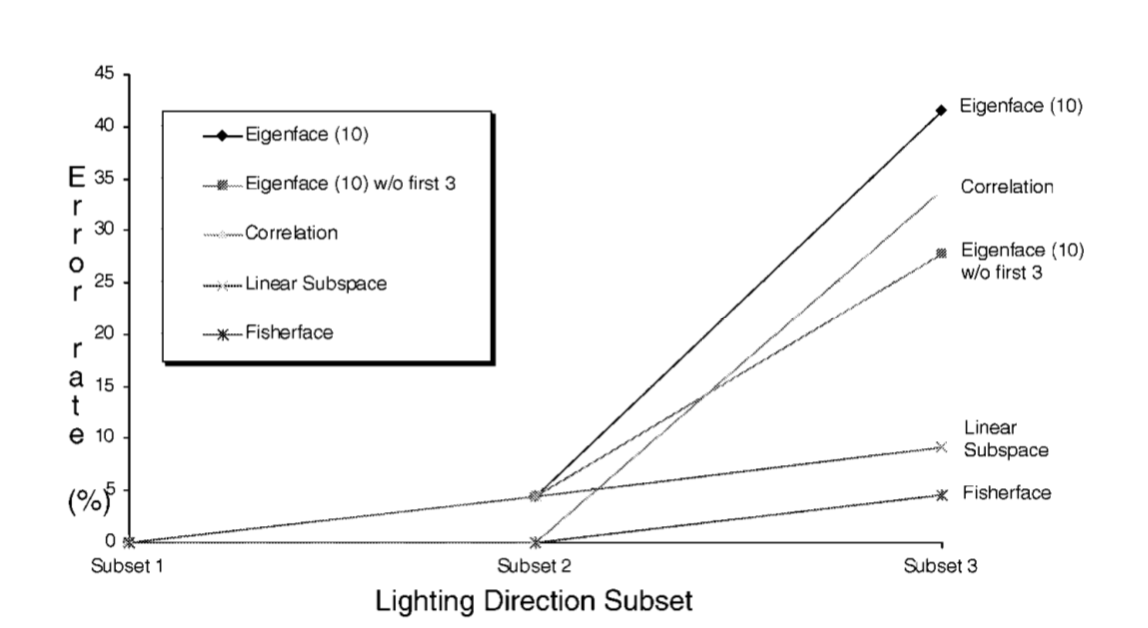 45
40
35
30
25
20
15
10
5
0
Error rate (%)
Eigenface (10)
Eigenface (10) w/o first 3
Correlation
Linear Subspace
Fisherface
Eigenface (10)
Correlation
Eigenface (10)
w/o first 3
Linear
Subspace
Fisherface
Subset 1
Subset 2
Subset 3
Lighting Direction Subset